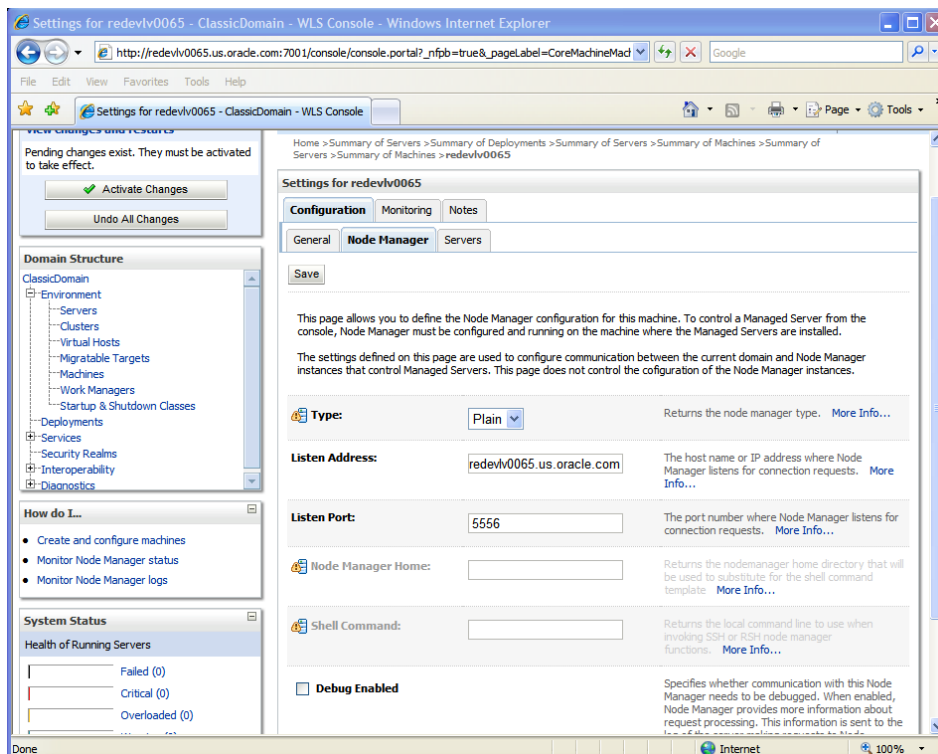 Settings for redevlv0065 - ClassicDomain - WLS Console - Windows Internet Explorer
http://redevlv0065.us.oracle.com:7001/console/console.portal?_nfpb=true&_pageLabel=CoreMachineMacl
Google
File Edit View Favorites Tools Help
Settings for redevlv0065 - ClassicDomain - WLS Console
Page
Tools
View changes and restarts
Pending changes exist. They must be activated
to take effect.
Activate Changes
Undo All Changes
Domain Structure
ClassicDomain
Environment
Servers
Clusters
Virtual Hosts
Migratable Targets
Machines
Work Managers
Startup & Shutdown Classes
Deployments
Services
Security Realms
Interoperability
Diagnostics
How do I...
Create and configure machines
Monitor Node Manager status
Monitor Node Manager logs
System Status
Health of Running Servers
Failed (0)
Critical (0)
Overloaded (0)
Home >Summary of Servers >Summary of Deployments >Summary of Servers >Summary of Machines >Summary of
Servers >Summary of Machines >redevlv0065
Settings for redevlv0065
Configuration Monitoring Notes
General Node Manager Servers
Save
This page allows you to define the Node Manager configuration for this machine. To control a Managed Server from the
console, Node Manager must be configured and running on the machine where the Managed Servers are installed.
The settings defined on this page are used to configure communication between the current domain and Node Manager
instances that control Managed Servers. This page does not control the cofiguration of the Node Manager instances.
Type: Plain Returns the node manager type. More Info...
Listen Address: redevlv0065.us.oracle.com The host name or IP address where Node
Manager listens for connection requests. More
Info...
Listen Port: 5556 The port number where Node Manager listens for
connection requests. More Info...
Node Manager Home: Returns the nodemanager home directory that will
be used to substitute for the shell command
template More Info...
Shell Command: Returns the local command line to use when
invoking SSH or RSH node manager
functions. More Info...
Debug Enabled Specifies whether communication with this Node
Manager needs to be debugged. When enabled,
Node Manager provides more information about
request processing. This information is sent to the
Done Internet 100%